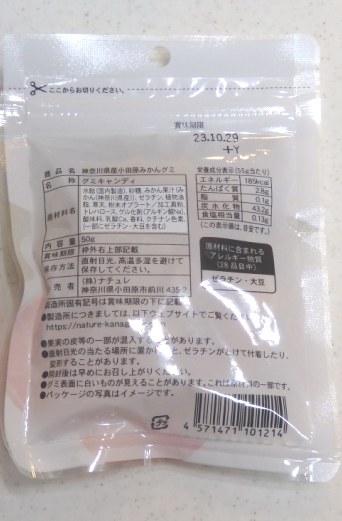 ここからお切りください。
賞味期限
23.10.29
+Y
商品名 神奈川県産小田原みかんグミ
名称 グミキャンディ
原材料名 水飴(国内製造)、砂糖、みかん果汁(みかん(神奈川県産))、ゼラチン、植物油脂、寒天、粉末オブラート/加工澱粉、トレハロース、ゲル化剤(アルギン酸Na)、酸味料、乳酸Ca、香料、クチナシ色素、(一部にゼラチン・大豆を含む)
内容量 50g
賞味期限 枠外右上部記載
保存方法 直射日光、高温多湿を避けて保存してください。
売者 (株)ナチュレ
神奈川県小田原市前川 435-2
栄養成分表示(55g当たり)
エネルギー 185kcal
たんぱく質 2.8g
脂質 0.1g
炭水化物 43.2g
食塩相当量 0.13g
(この表示値は、目安です。)
原材料に含まれる
アレルギー物質
(28品目中)
ゼラチン・大豆
製造所固有記号は賞味期限の下に記載
●製造所につきましては、以下ウェブサイトでご覧ください
https://nature-kana
●果実の皮等の一部が混入することがあります。
●直射日光の当たる場所に置かれると、ゼラチンがとけて付着したり、
変形することがあります。
●開封後は早めにお召し上がりください。
●グミ表面に白いものが見えることがあります。これは原材料の一部です。
●パッケージの写真はイメージです。
4 571471 101214